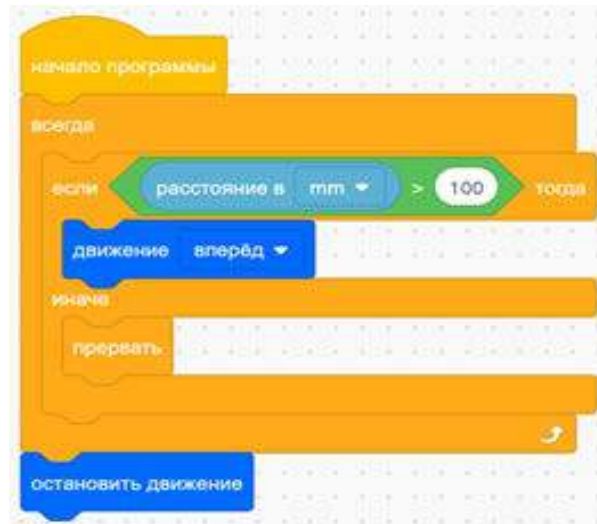 начало программы
всегда
если расстояние в mm > 100 тогда
движение вперёд
иначе
прервать
остановить движение